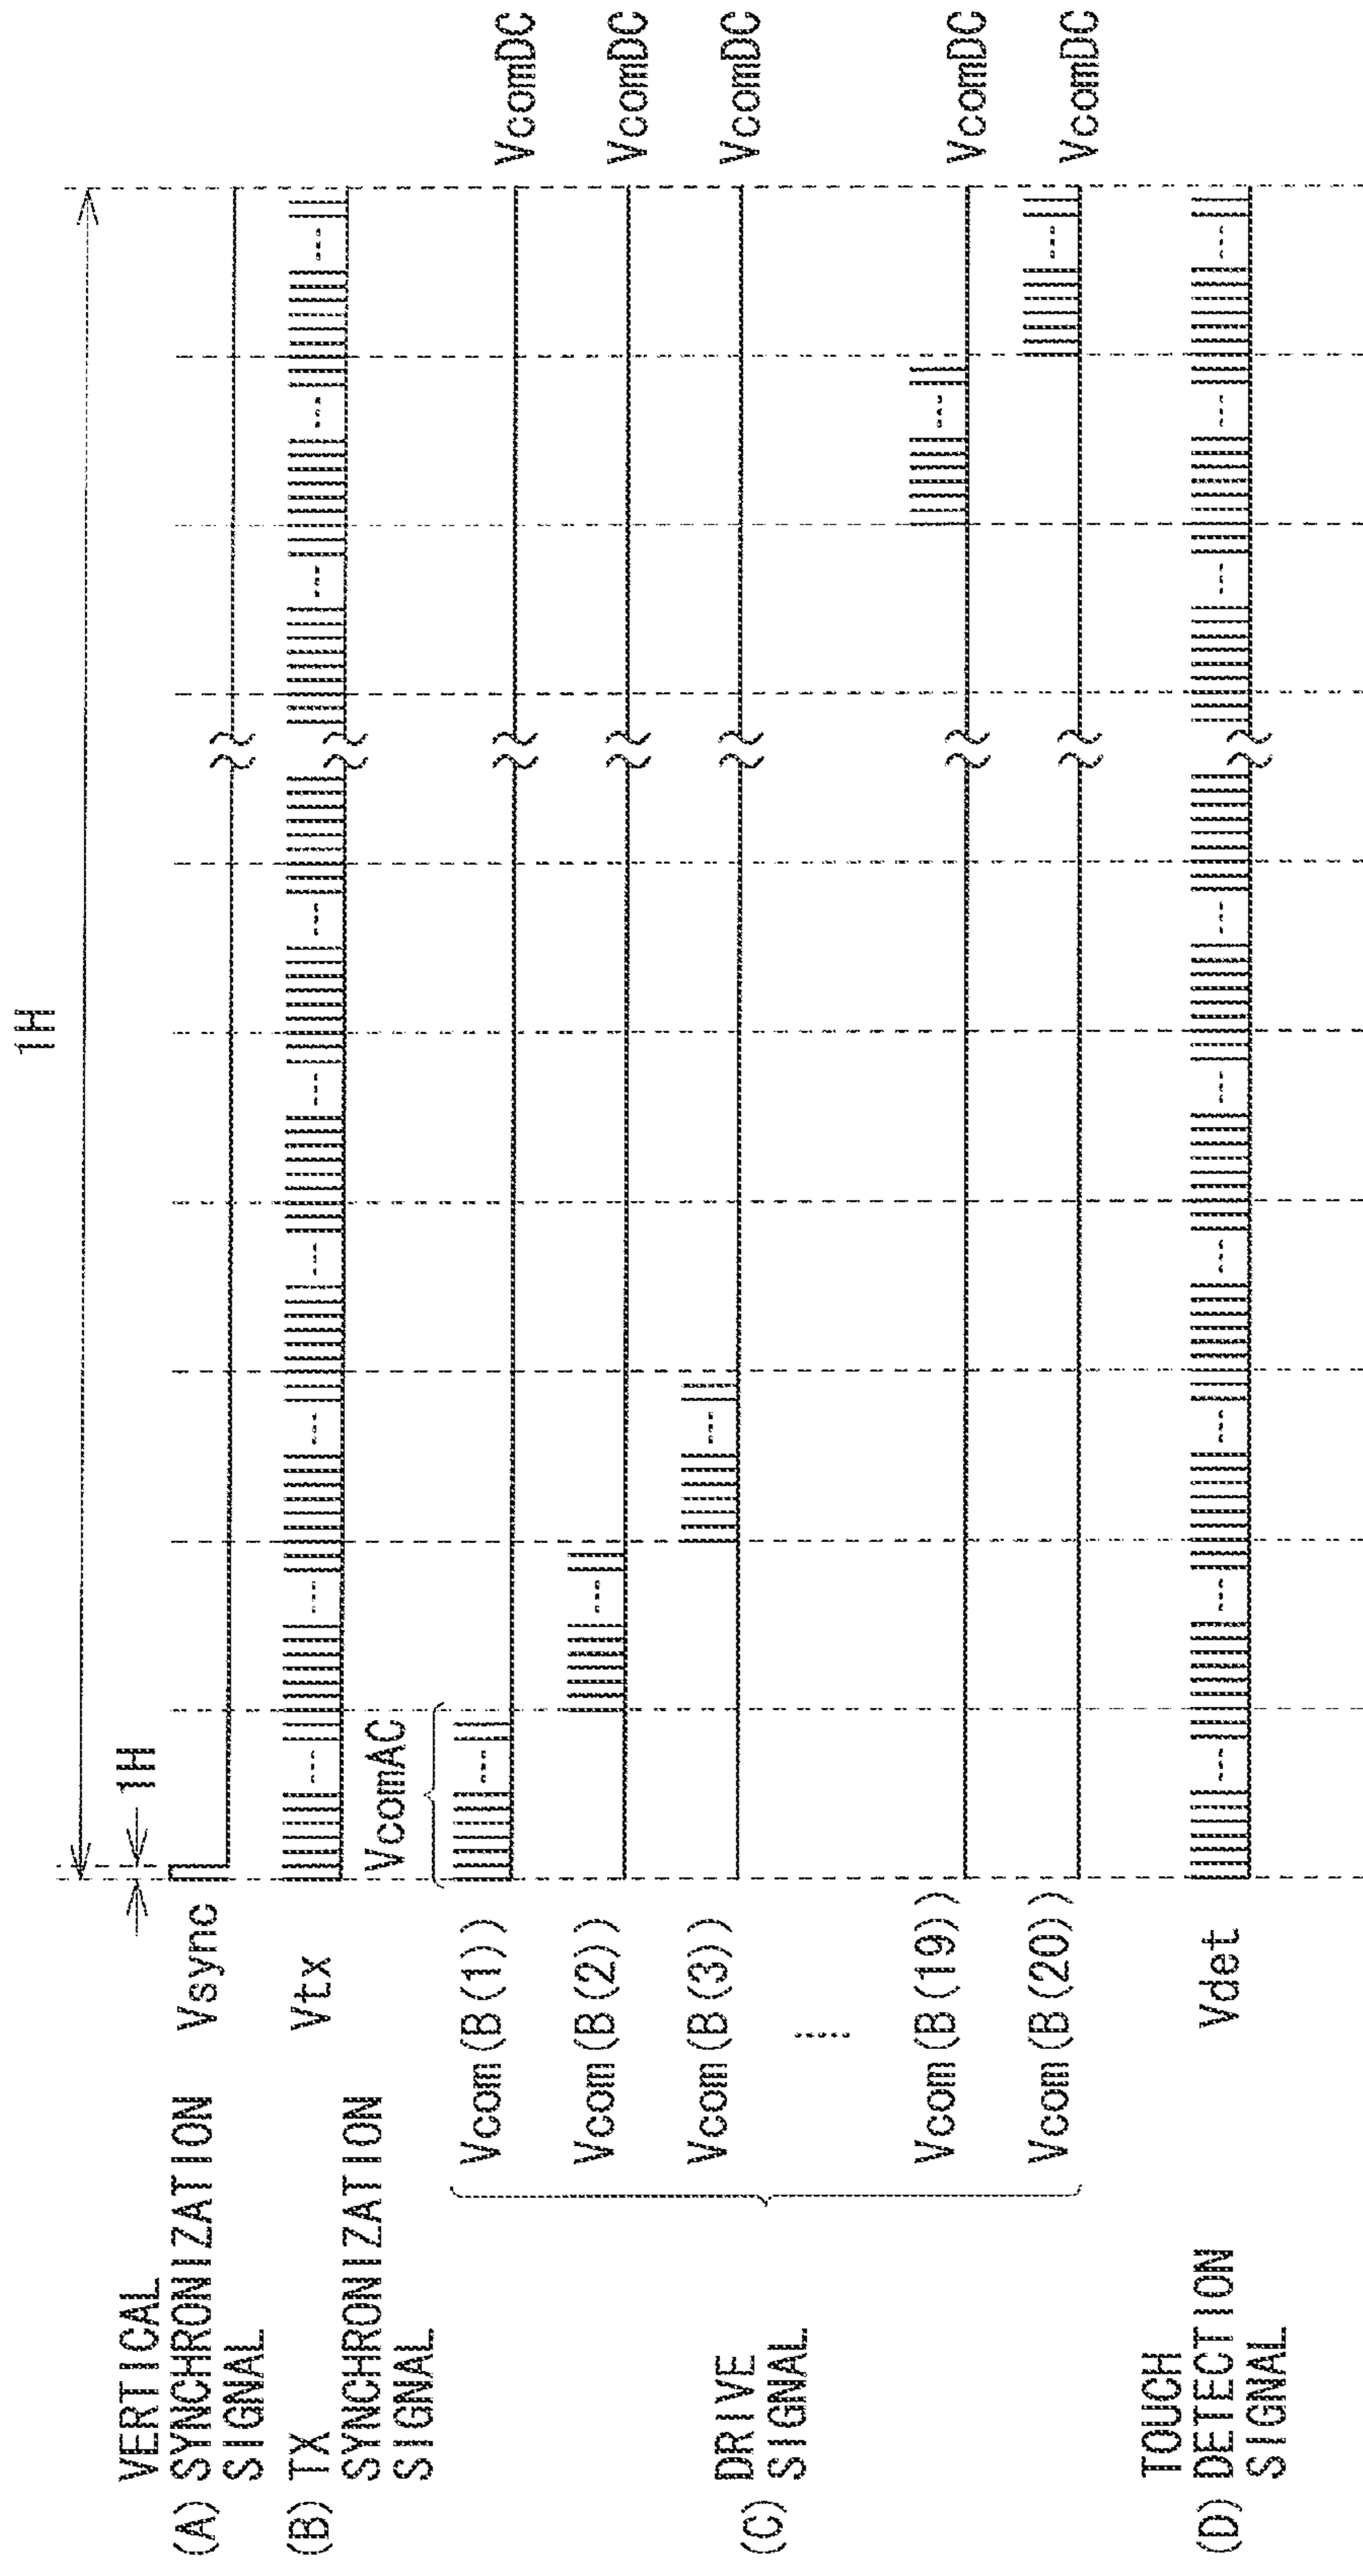 1H
1H
VERTICAL
(A) SYNCHRONIZATION
SIGNAL
Vsync
(B) TX
SYNCHRONIZATION
SIGNAL
Vtx
VcomAC
(C) DRIVE
SIGNAL
Vcom(B(1))
VcomDC
Vcom(B(2))
VcomDC
Vcom(B(3))
VcomDC
Vcom(B(19))
VcomDC
Vcom(B(20))
VcomDC
TOUCH
(D) DETECTION
SIGNAL
Vdet